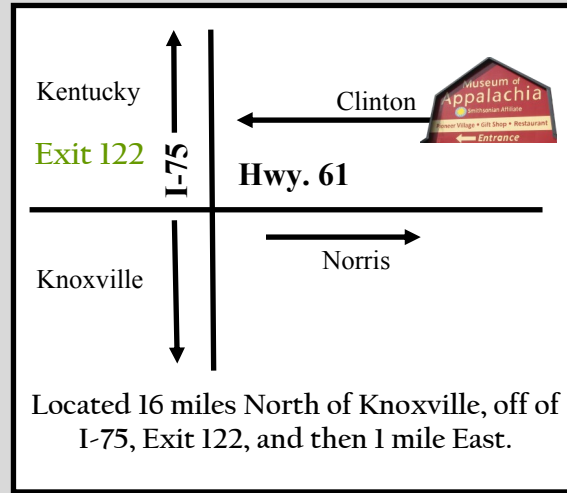 Kentucky
Exit 122
I-75
Clinton
Museum of
Appalachia
Smithsonian Affiliate
Pioneer Village • Gift Shop • Restaurant
Entrance
Hwy. 61
Knoxville
Norris
Located 16 miles North of Knoxville, off of
I-75, Exit 122, and then 1 mile East.